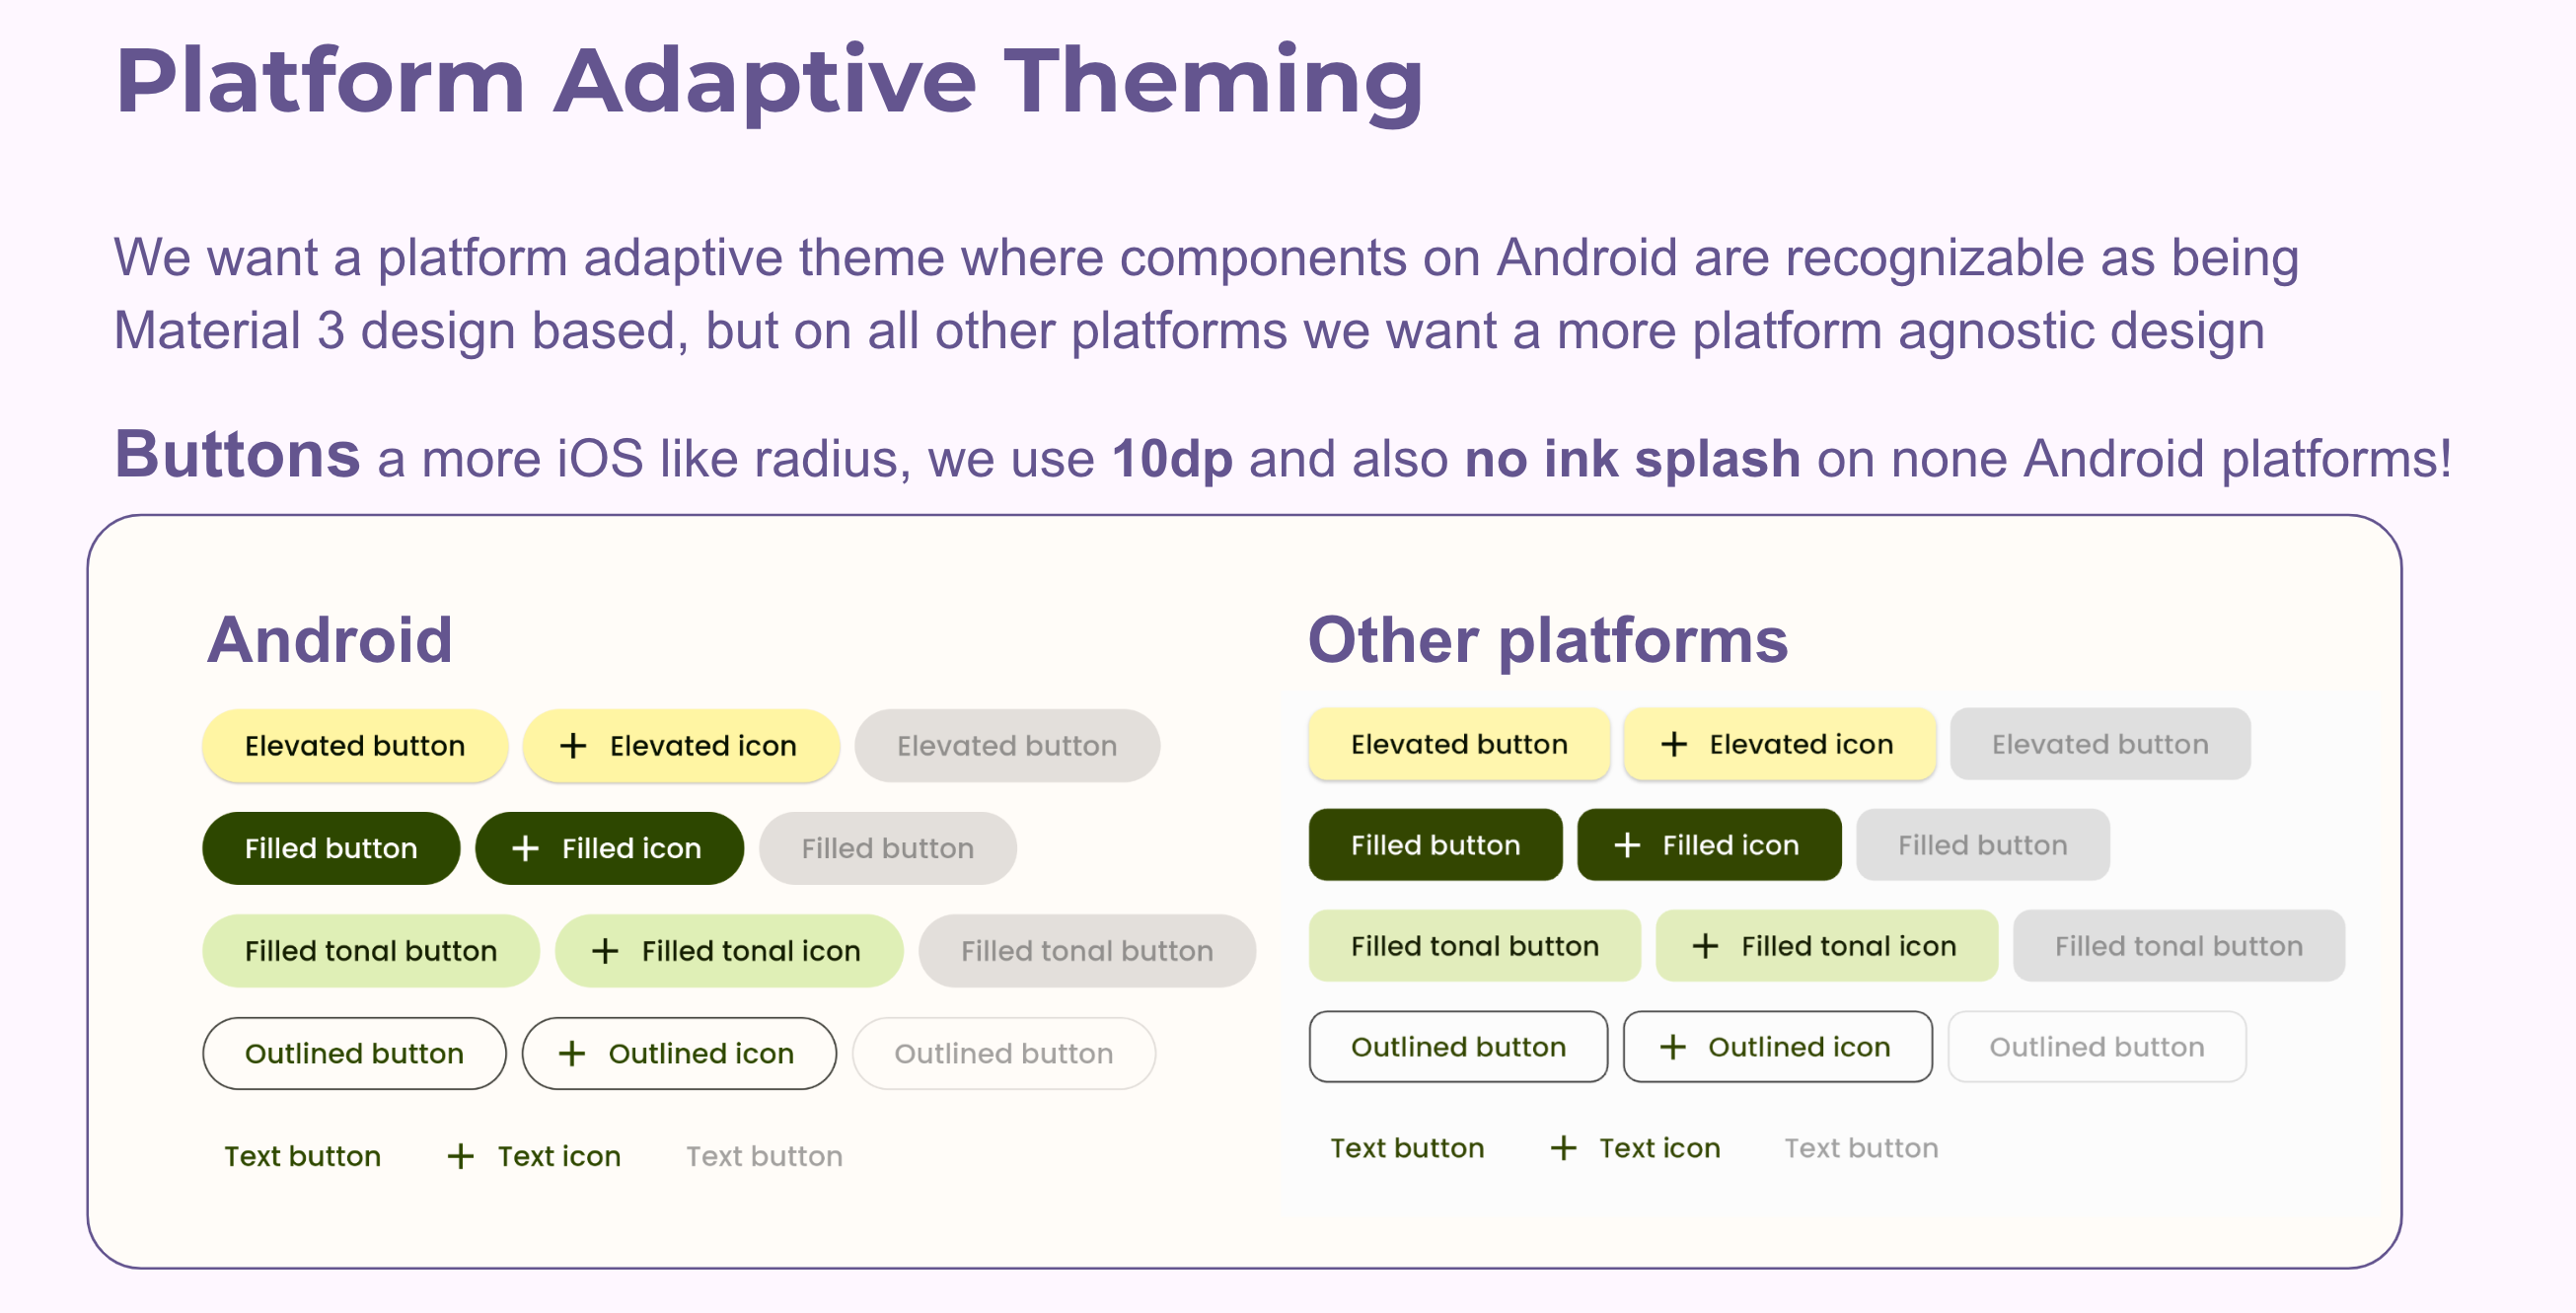 Platform Adaptive Theming
We want a platform adaptive theme where components on Android are recognizable as being
Material 3 design based, but on all other platforms we want a more platform agnostic design
Buttons a more iOS like radius, we use 10dp and also no ink splash on none Android platforms!
Android
Elevated button + Elevated icon Elevated button
Filled button + Filled icon Filled button
Filled tonal button + Filled tonal icon Filled tonal button
Outlined button + Outlined icon Outlined button
Text button + Text icon Text button
Other platforms
Elevated button + Elevated icon Elevated button
Filled button + Filled icon Filled button
Filled tonal button + Filled tonal icon Filled tonal button
Outlined button + Outlined icon Outlined button
Text button + Text icon Text button